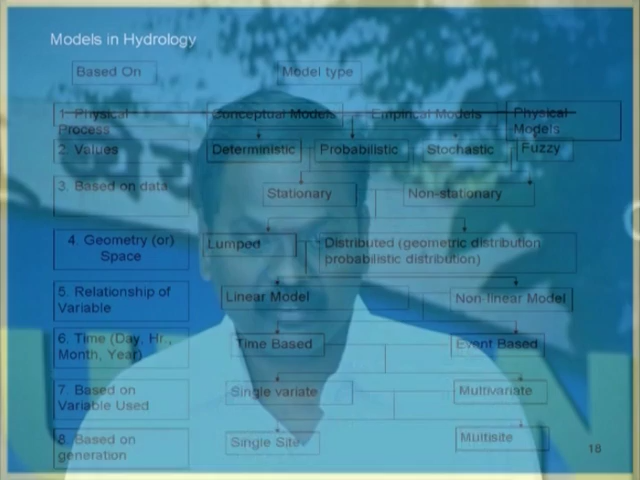 Models in Hydrology
Based On
Model type
1. Physical Process
Conceptual Models
Empirical Models
Physical Models
2. Values
Deterministic
Probabilistic
Stochastic
Fuzzy
3. Based on data
Stationary
Non-stationary
4. Geometry (or) Space
Lumped
Distributed (geometric distribution
probabilistic distribution)
5. Relationship of
Variable
Linear Model
Non-linear Model
6. Time (Day, Hr.,
Month, Year)
Time Based
Event Based
7. Based on
Variable Used
Single variate
Multivariate
8. Based on
generation
Single Site
Multisite
18